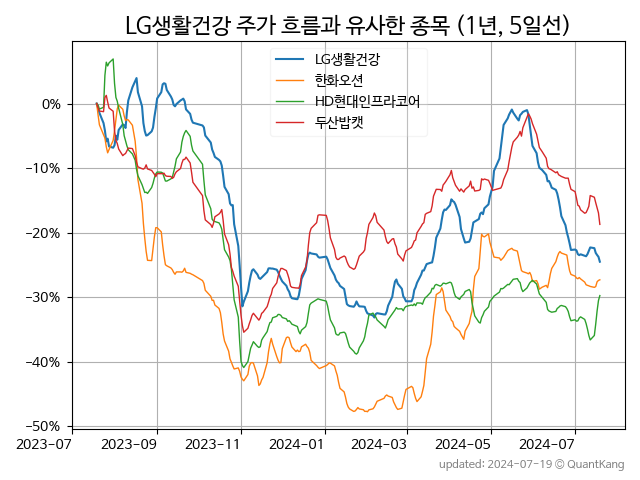 LG생활건강 주가 흐름과 유사한 종목 (1년, 5일선)
LG생활건강
한화오션
HD현대인프라코어
두산밥캣
0%
−10%
−20%
−30%
−40%
−50%
2023-07 2023-09 2023-11 2024-01 2024-03 2024-05 2024-07
updated: 2024-07-19 © QuantKang